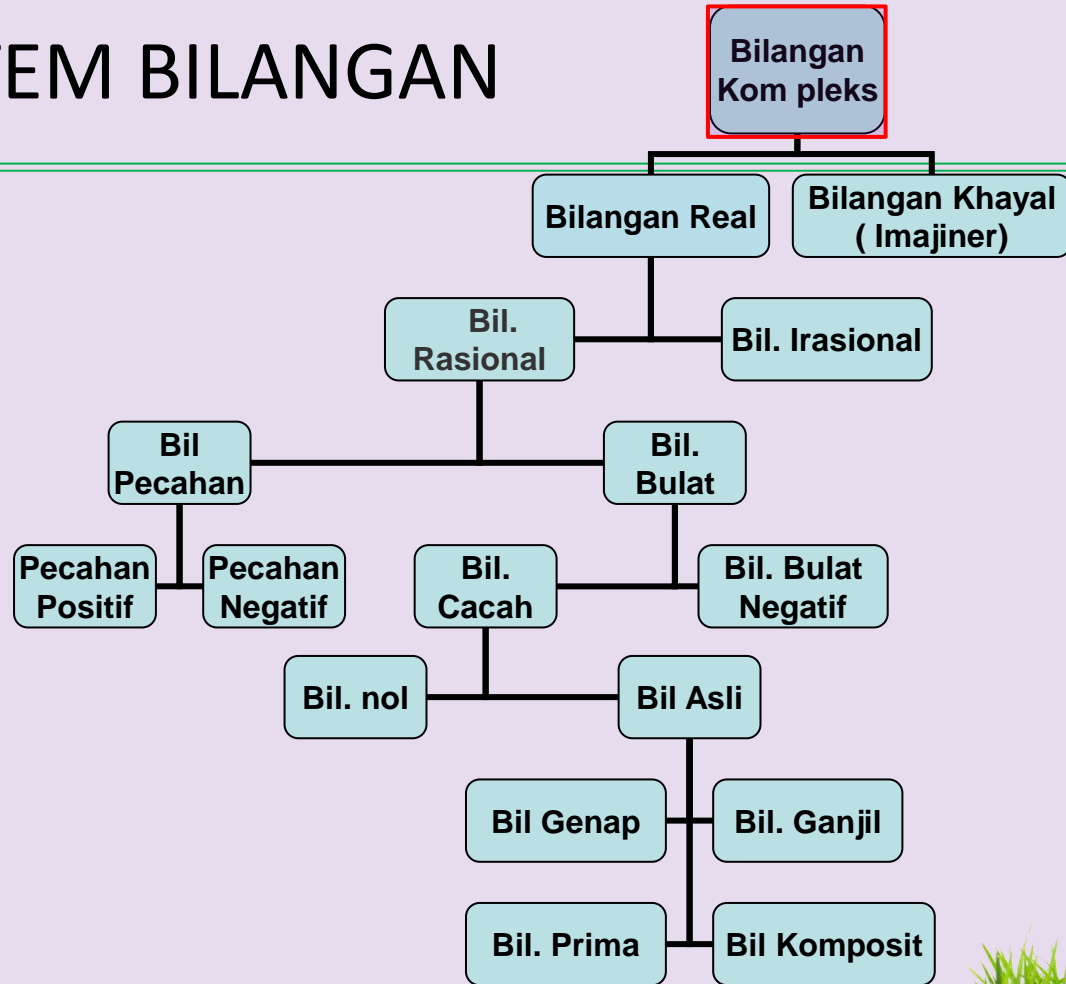 TEM BILANGAN
Bilangan
Kom pleks
Bilangan Real
Bilangan Khayal
( Imajiner)
Bil.
Rasional
Bil. Irasional
Bil
Pecahan
Bil.
Bulat
Pecahan
Positif
Pecahan
Negatif
Bil.
Cacah
Bil. Bulat
Negatif
Bil. nol
Bil Asli
Bil Genap
Bil. Ganjil
Bil. Prima
Bil Komposit